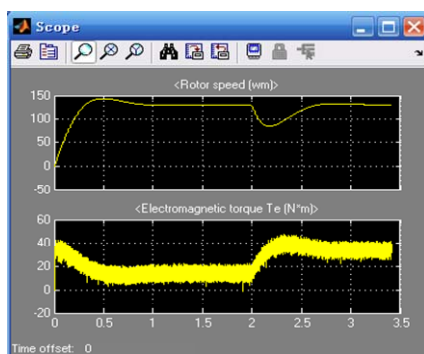 Scope
<Rotor speed (wm)>
150
100
50
0
-50
<Electromagnetic torque Te (N*m)>
60
40
20
0
-20
0 0.5 1 1.5 2 2.5 3 3.5
Time offset: 0